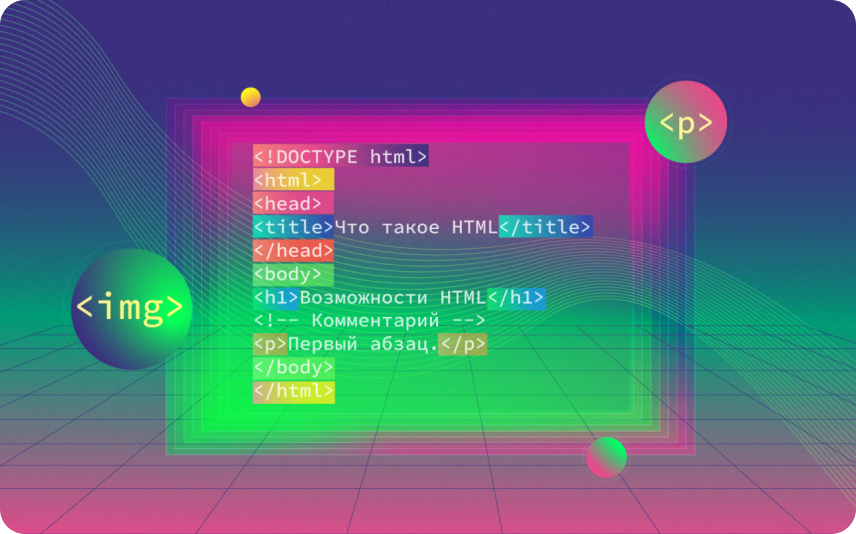 <p>
<!DOCTYPE html>
<html>
<head>
<title>Что такое HTML</title>
</head>
<body>
<h1>Возможности HTML</h1>
<!-- Комментарий -->
<p>Первый абзац.</p>
</body>
</html>
<img>